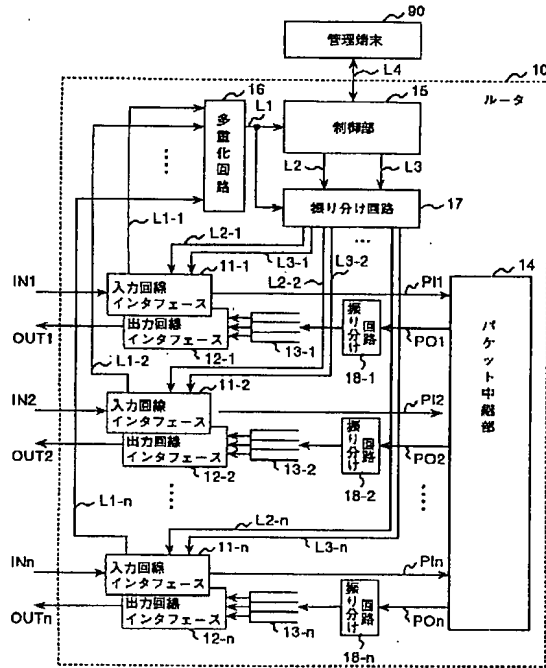 90
管理端末
L4
10
ルータ
16
L1
15
多重化回路
制御部
L2
L3
17
振り分け回路
L1-1
L2-1
L3-1
L2-2
L3-2
14
IN1
11-1
入力回線
インタフェース
PI1
パケット中継部
OUT1
出力回線
インタフェース
振り分け
回路
PO1
L1-2
12-1
13-1
18-1
11-2
IN2
入力回線
インタフェース
PI2
OUT2
出力回線
インタフェース
振り分け
回路
PO2
12-2
13-2
18-2
L1-n
L2-n
11-n
L3-n
INn
入力回線
インタフェース
PIn
OUTn
出力回線
インタフェース
振り分け
回路
POn
12-n
13-n
18-n